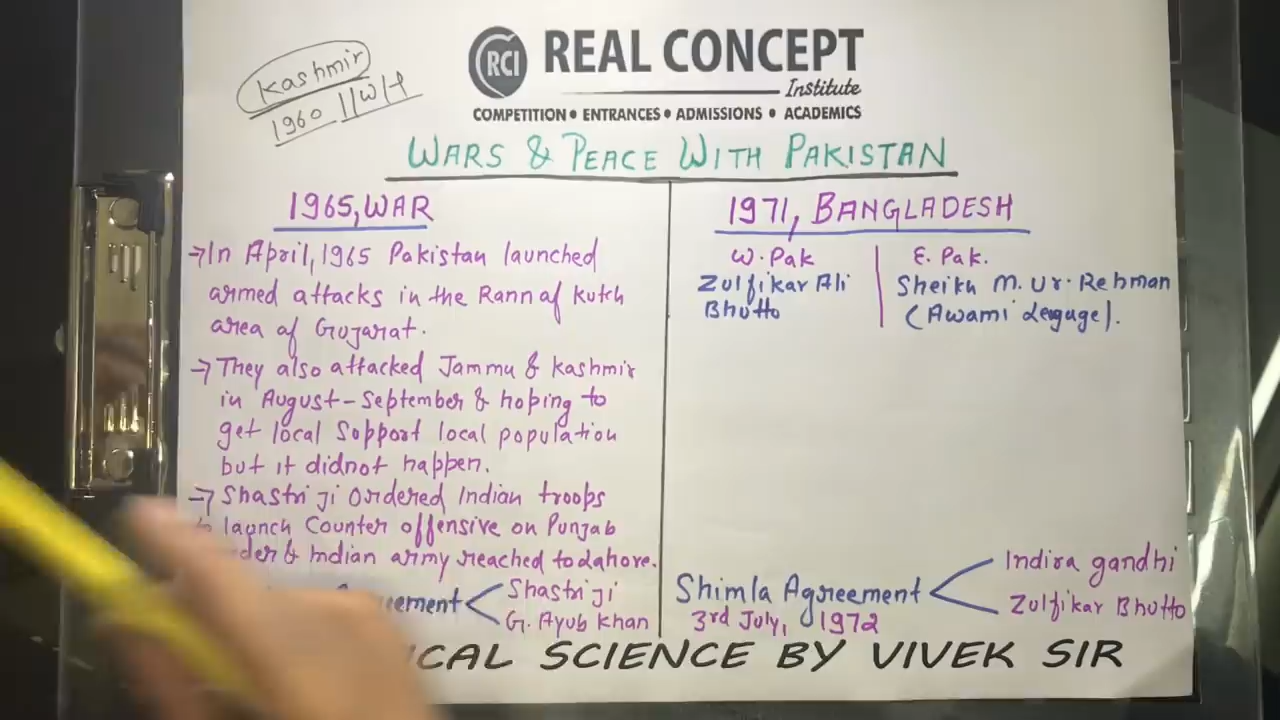 Kashmir
1960 IWT
RCI
REAL CONCEPT
Institute
COMPETITION • ENTRANCES • ADMISSIONS • ACADEMICS
WARS & PEACE WITH PAKISTAN
1965, WAR
→ In April, 1965 Pakistan launched
armed attacks in the Rann of Kutch
area of Gujarat.
→ They also attacked Jammu & Kashmir
in August-September & hoping to
get local Support local population
but it didnot happen.
→ Shastri ji ordered Indian troops
launch Counter offensive on Punjab
& Indian army reached to Lahore.
Shastri ji
G. Ayub Khan
1971, BANGLADESH
W. Pak
Zulfikar Ali
Bhutto
E. Pak.
Sheikh M. Ur. Rehman
(Awami League).
Shimla Agreement
3rd July, 1972
Indira gandhi
Zulfikar Bhutto
SCIENCE BY VIVEK SIR